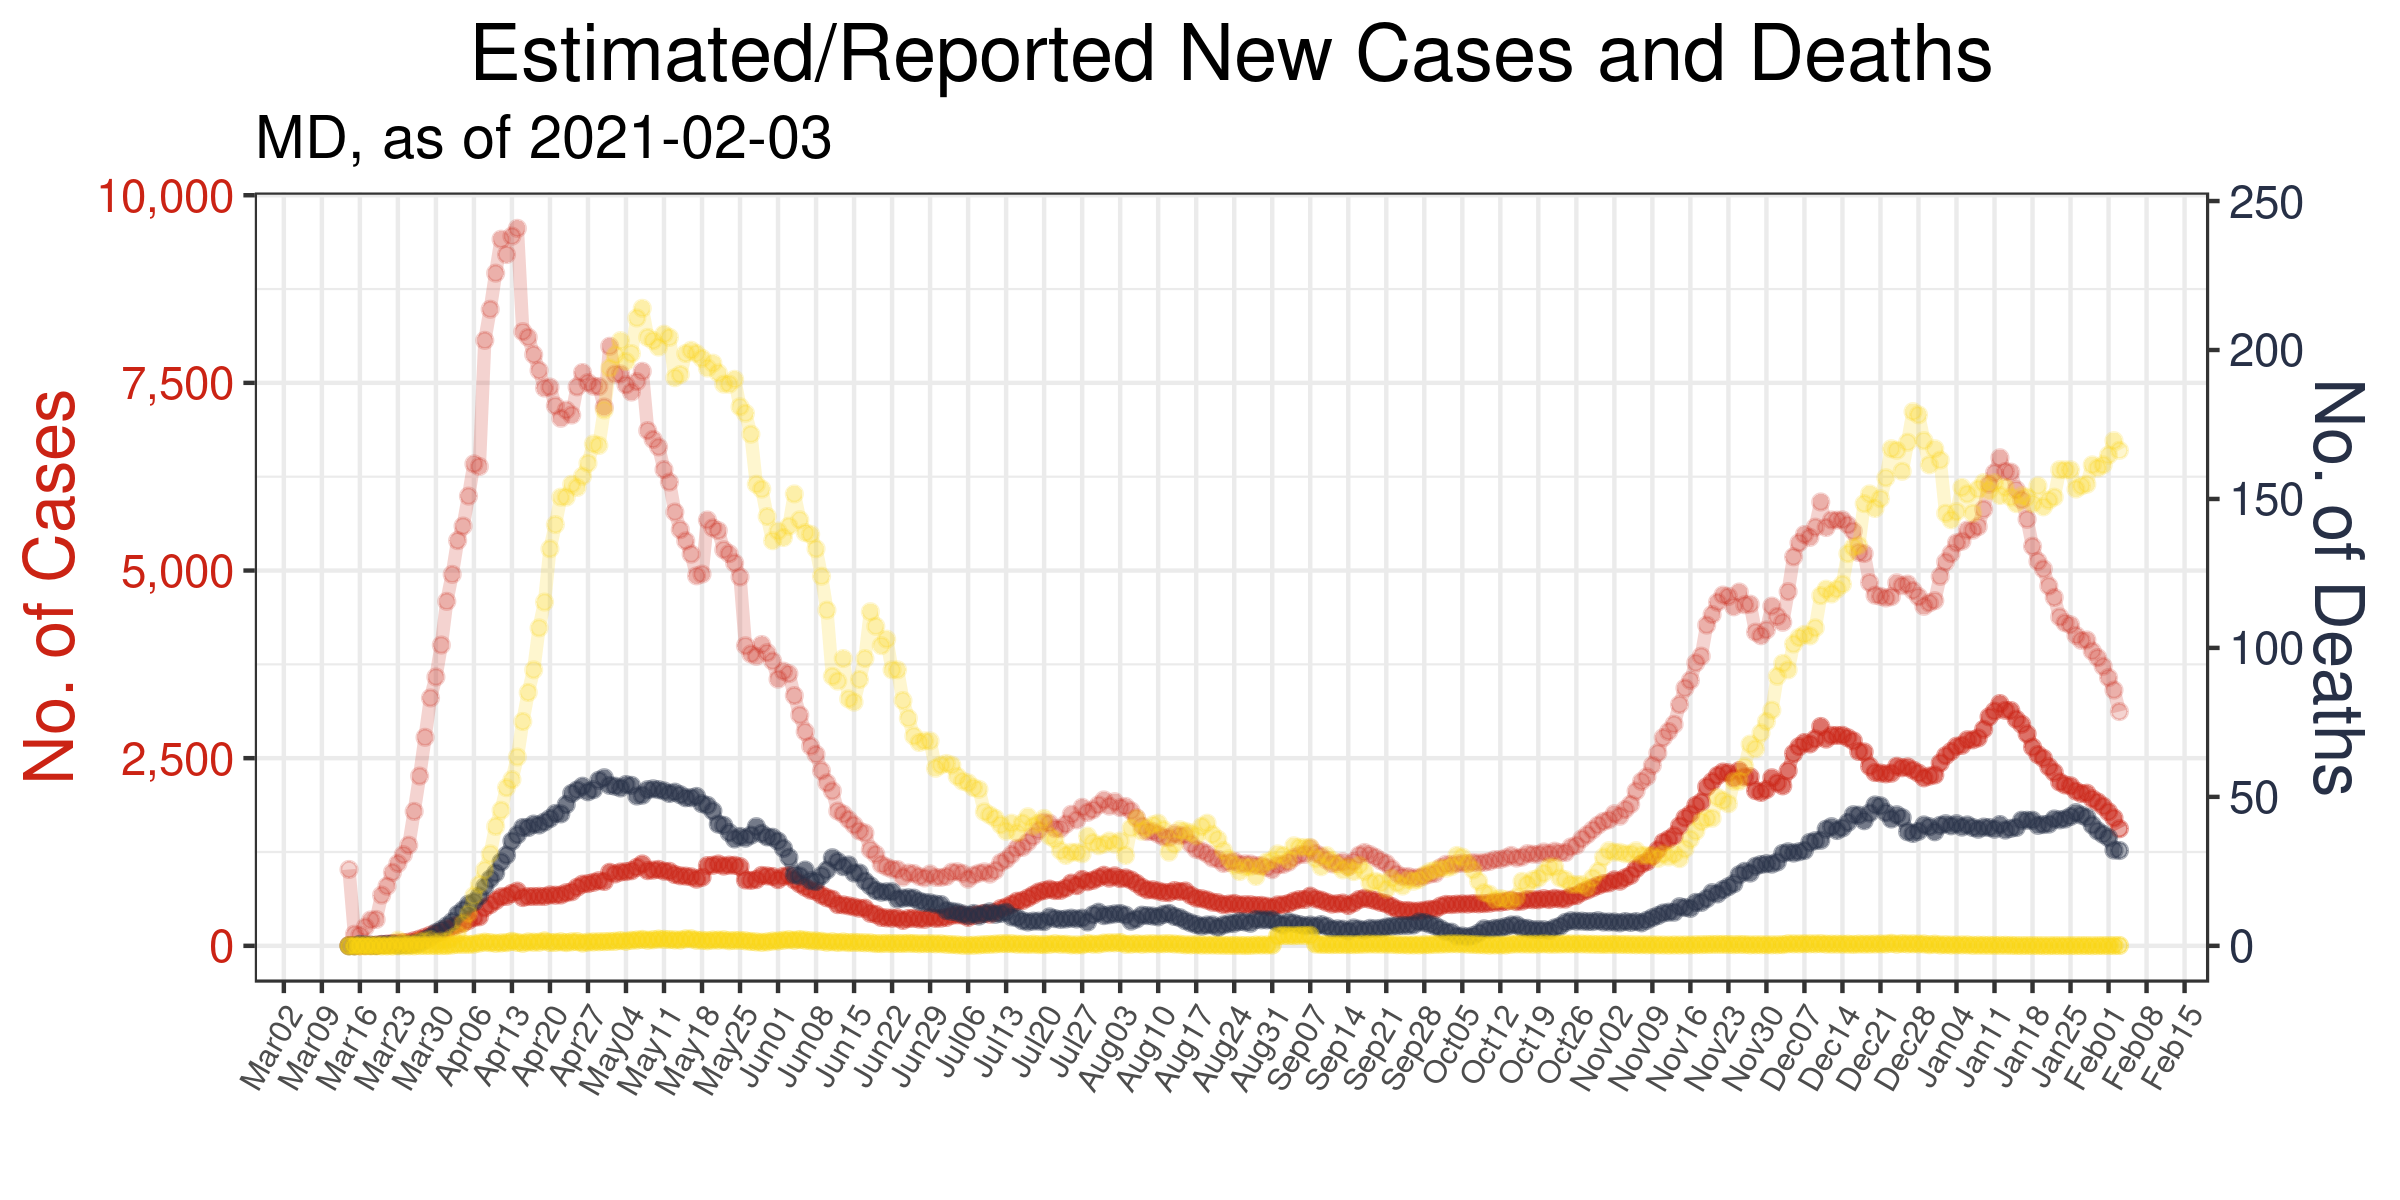 Estimated/Reported New Cases and Deaths
MD, as of 2021-02-03
No. of Cases
10,000
7,500
5,000
2,500
0
250
200
150
100
50
0
No. of Deaths
Mar02 Mar09 Mar16 Mar23 Mar30 Apr06 Apr13 Apr20 Apr27 May04 May11 May18 May25 Jun01 Jun08 Jun15 Jun22 Jun29 Jul06 Jul13 Jul20 Jul27 Aug03 Aug10 Aug17 Aug24 Aug31 Sep07 Sep14 Sep21 Sep28 Oct05 Oct12 Oct19 Oct26 Nov02 Nov09 Nov16 Nov23 Nov30 Dec07 Dec14 Dec21 Dec28 Jan04 Jan11 Jan18 Jan25 Feb01 Feb08 Feb15